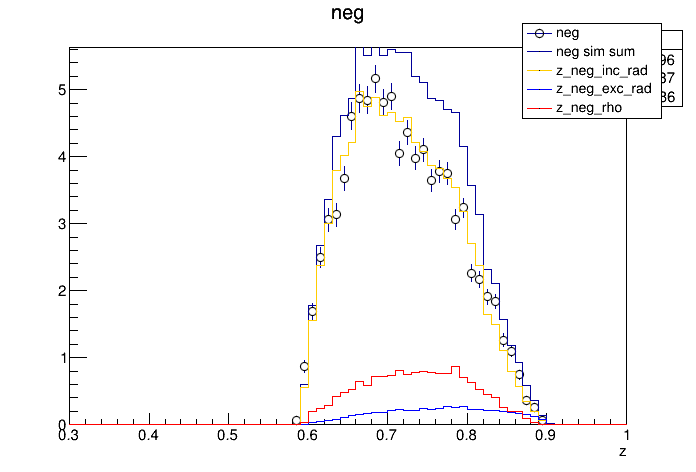 neg
neg
neg sim sum
z_neg_inc_rad
z_neg_exc_rad
z_neg_rho
96
37
36
5
4
3
2
1
0
0.3 0.4 0.5 0.6 0.7 0.8 0.9 1
z